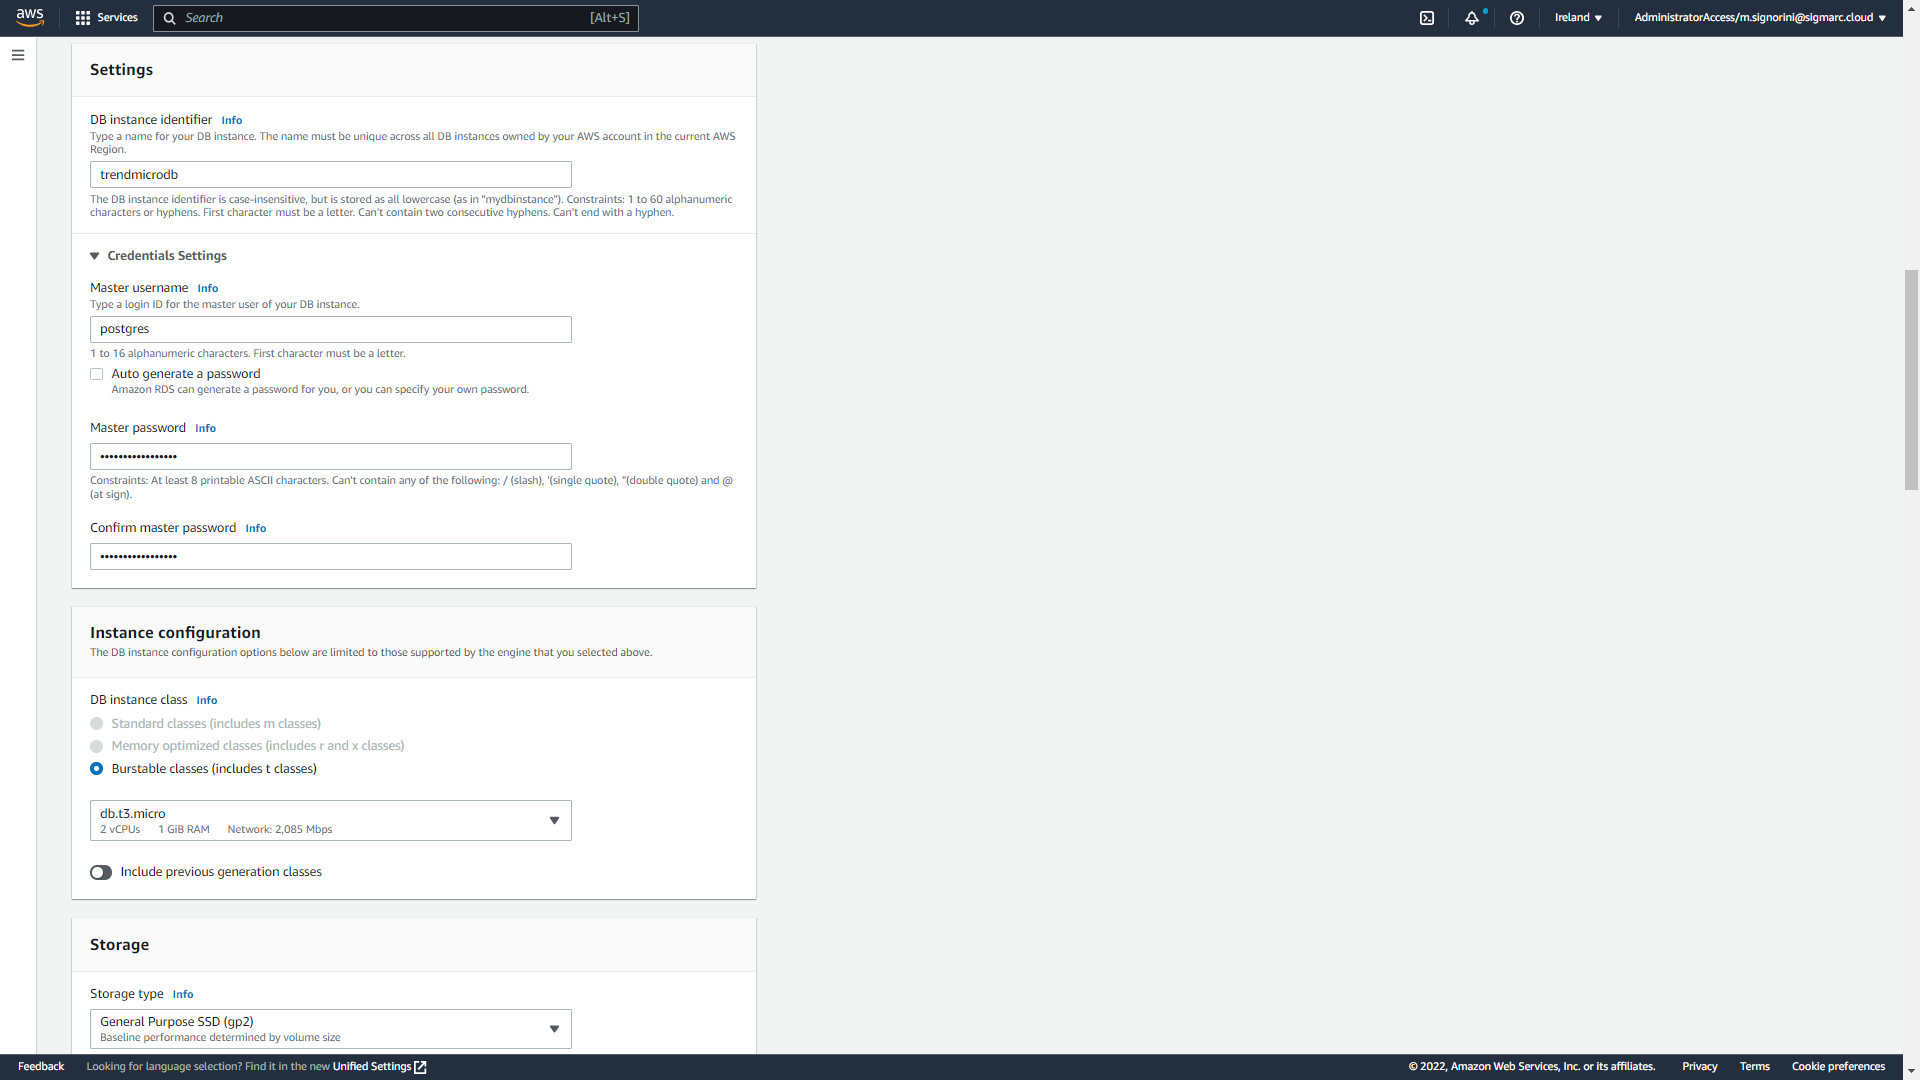 aws
Services
Search
[Alt+S]
Ireland
AdministratorAccess/m.signorini@sigmarc.cloud
Settings
DB instance identifier Info
Type a name for your DB instance. The name must be unique across all DB instances owned by your AWS account in the current AWS
Region.
trendmicrodb
The DB instance identifier is case-insensitive, but is stored as all lowercase (as in "mydbinstance"). Constraints: 1 to 60 alphanumeric
characters or hyphens. First character must be a letter. Can't contain two consecutive hyphens. Can't end with a hyphen.
Credentials Settings
Master username Info
Type a login ID for the master user of your DB instance.
postgres
1 to 16 alphanumeric characters. First character must be a letter.
Auto generate a password
Amazon RDS can generate a password for you, or you can specify your own password.
Master password Info
•••••••••••••••••
Constraints: At least 8 printable ASCII characters. Can't contain any of the following: / (slash), '(single quote), "(double quote) and @
(at sign).
Confirm master password Info
•••••••••••••••••
Instance configuration
The DB instance configuration options below are limited to those supported by the engine that you selected above.
DB instance class Info
Standard classes (includes m classes)
Memory optimized classes (includes r and x classes)
Burstable classes (includes t classes)
db.t3.micro
2 vCPUs 1 GiB RAM Network: 2,085 Mbps
Include previous generation classes
Storage
Storage type Info
General Purpose SSD (gp2)
Baseline performance determined by volume size
Feedback
Looking for language selection? Find it in the new Unified Settings
© 2022, Amazon Web Services, Inc. or its affiliates.
Privacy
Terms
Cookie preferences